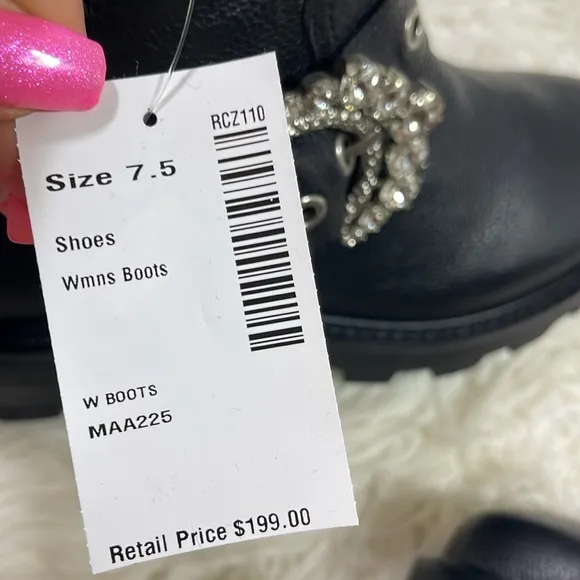 RCZ110
Size 7.5
Shoes
Wmns Boots
W BOOTS
MAA225
Retail Price $199.00